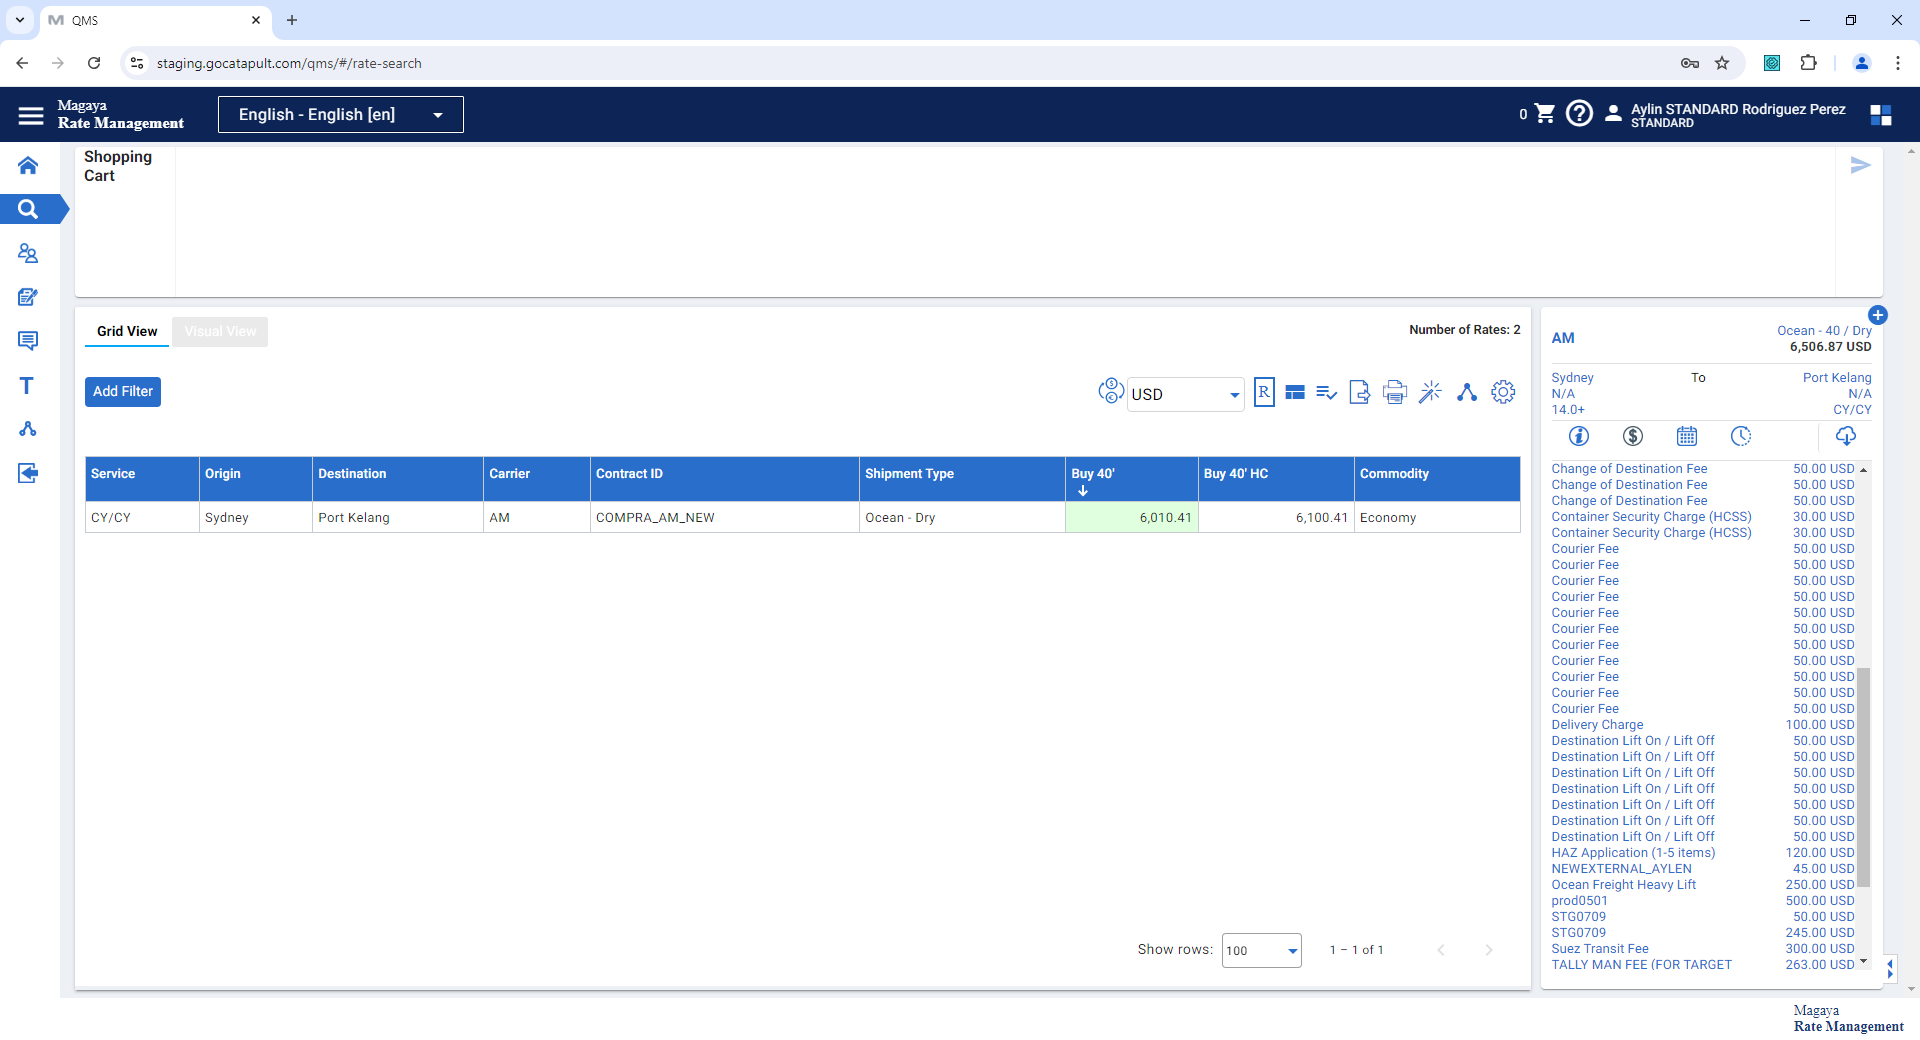 QMS
staging.gocatapult.com/qms/#/rate-search
Magaya
Rate Management
English - English [en]
0
Aylin STANDARD Rodriguez Perez
STANDARD
Shopping
Cart
Grid View
Visual View
Number of Rates: 2
Add Filter
USD
R
Service Origin Destination Carrier Contract ID Shipment Type Buy 40' Buy 40' HC Commodity
CY/CY Sydney Port Kelang AM COMPRA_AM_NEW Ocean - Dry 6,010.41 6,100.41 Economy
Show rows: 100 1 – 1 of 1
AM
Ocean - 40 / Dry
6,506.87 USD
Sydney To Port Kelang
N/A N/A
14.0+ CY/CY
Change of Destination Fee 50.00 USD
Change of Destination Fee 50.00 USD
Change of Destination Fee 50.00 USD
Container Security Charge (HCSS) 30.00 USD
Container Security Charge (HCSS) 30.00 USD
Courier Fee 50.00 USD
Courier Fee 50.00 USD
Courier Fee 50.00 USD
Courier Fee 50.00 USD
Courier Fee 50.00 USD
Courier Fee 50.00 USD
Courier Fee 50.00 USD
Courier Fee 50.00 USD
Courier Fee 50.00 USD
Courier Fee 50.00 USD
Courier Fee 50.00 USD
Delivery Charge 100.00 USD
Destination Lift On / Lift Off 50.00 USD
Destination Lift On / Lift Off 50.00 USD
Destination Lift On / Lift Off 50.00 USD
Destination Lift On / Lift Off 50.00 USD
Destination Lift On / Lift Off 50.00 USD
Destination Lift On / Lift Off 50.00 USD
Destination Lift On / Lift Off 50.00 USD
HAZ Application (1-5 items) 120.00 USD
NEWEXTERNAL_AYLEN 45.00 USD
Ocean Freight Heavy Lift 250.00 USD
prod0501 500.00 USD
STG0709 50.00 USD
STG0709 245.00 USD
Suez Transit Fee 300.00 USD
TALLY MAN FEE (FOR TARGET 263.00 USD
Magaya
Rate Management